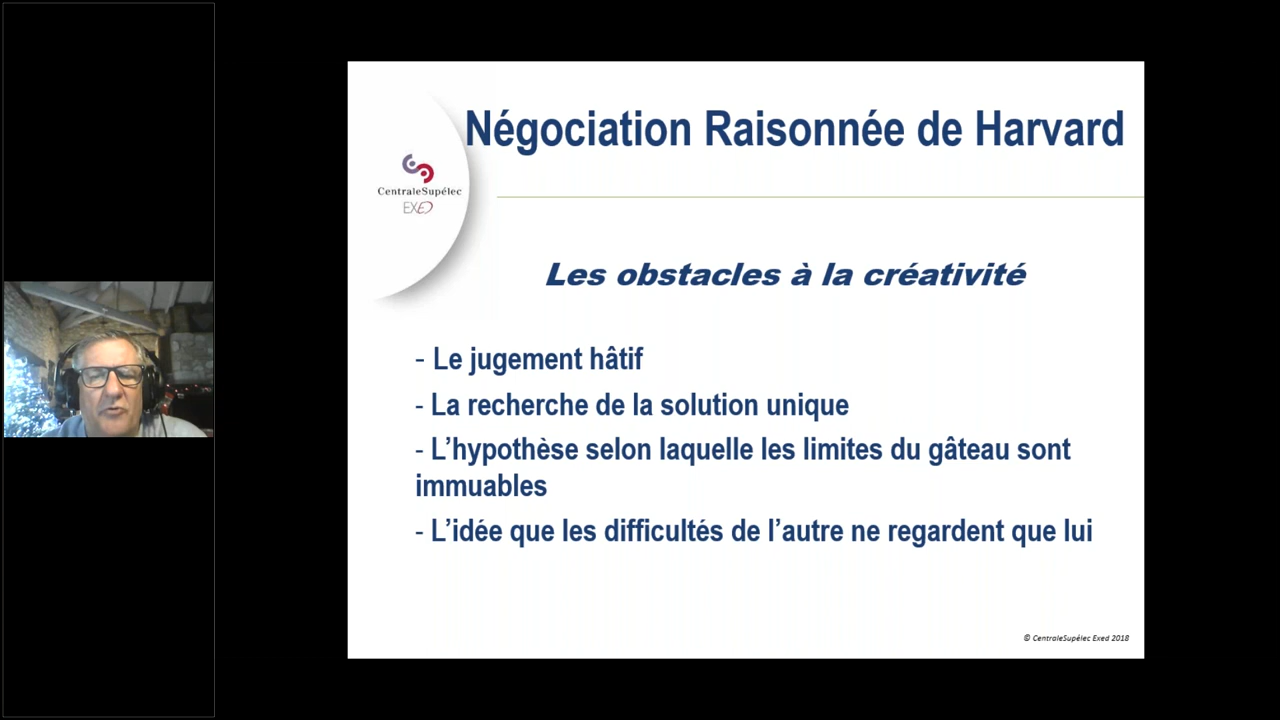 Négociation Raisonnée de Harvard
CentraleSupélec
EXED
Les obstacles à la créativité
- Le jugement hâtif
- La recherche de la solution unique
- L’hypothèse selon laquelle les limites du gâteau sont
immuables
- L’idée que les difficultés de l’autre ne regardent que lui
© CentraleSupélec Exed 2018